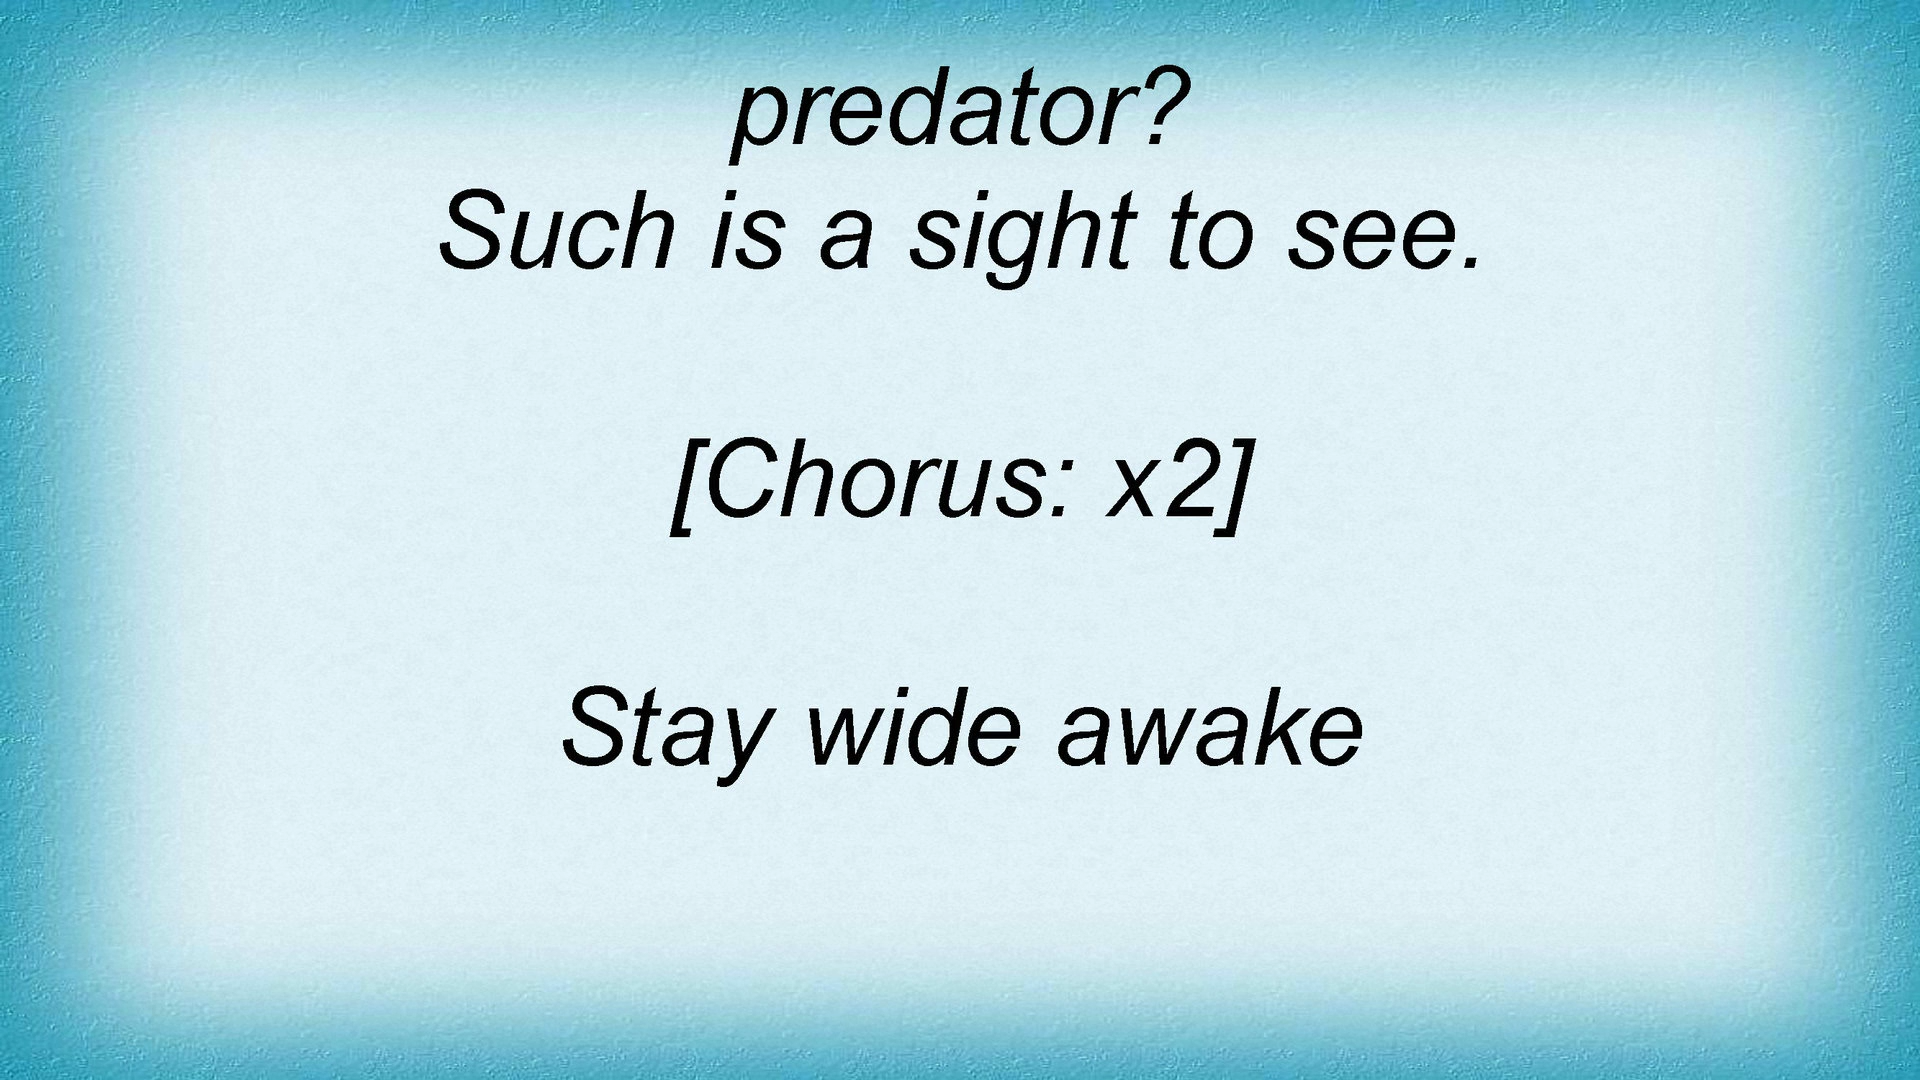 predator?
Such is a sight to see.
[Chorus: x2]
Stay wide awake